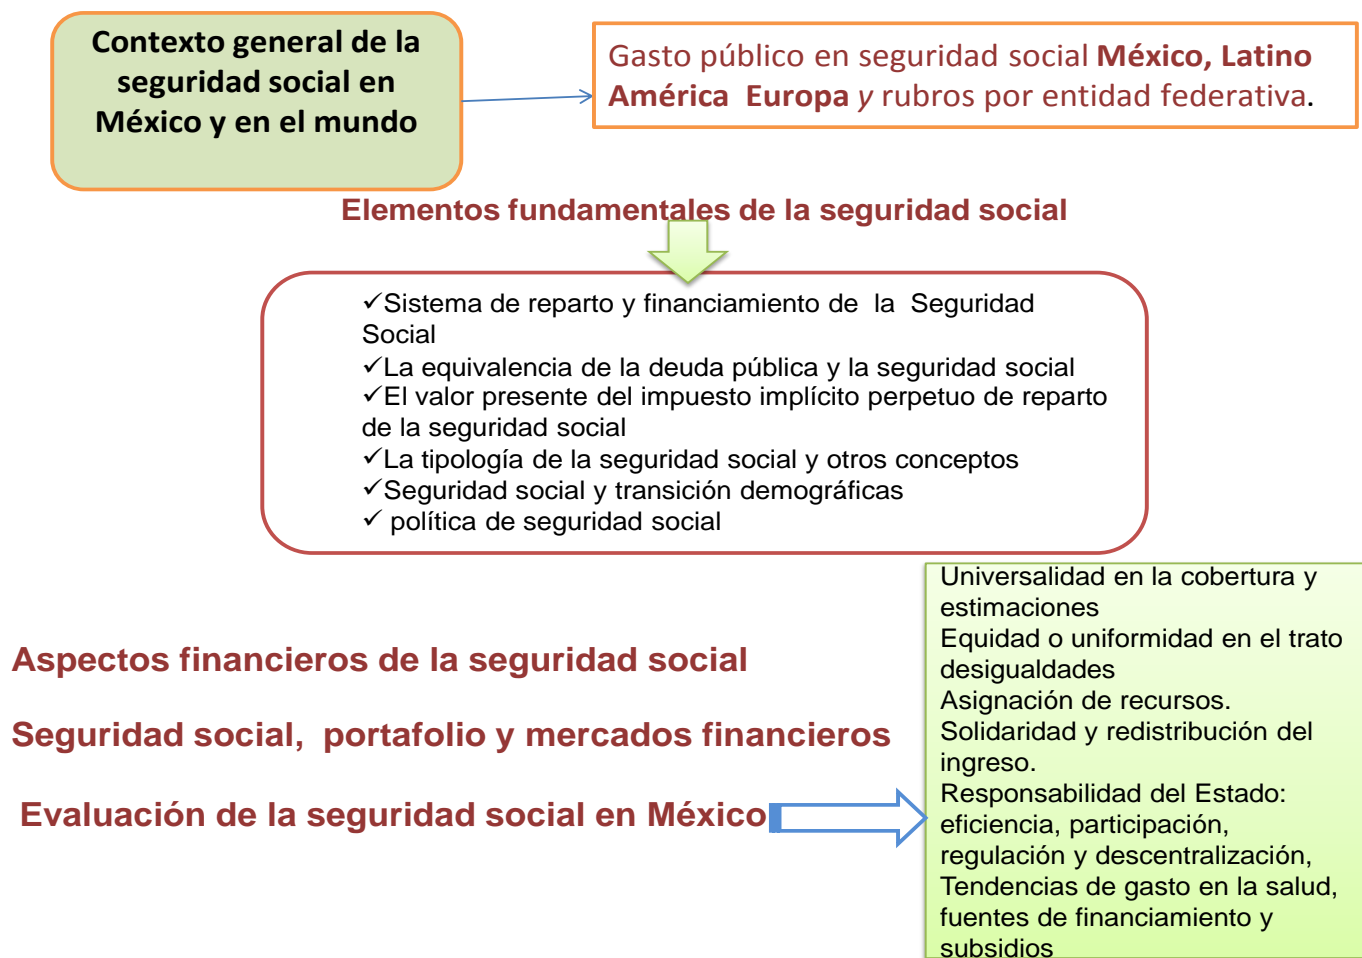 Contexto general de la
seguridad social en
México y en el mundo
Gasto público en seguridad social México, Latino
América  Europa y rubros por entidad federativa.
Elementos fundamentales de la seguridad social
✓Sistema de reparto y financiamiento de  la  Seguridad
Social
✓La equivalencia de la deuda pública y la seguridad social
✓El valor presente del impuesto implícito perpetuo de reparto
de la seguridad social
✓La tipología de la seguridad social y otros conceptos
✓Seguridad social y transición demográficas
✓ política de seguridad social
Aspectos financieros de la seguridad social
Seguridad social,  portafolio y mercados financieros
Evaluación de la seguridad social en México
Universalidad en la cobertura y
estimaciones
Equidad o uniformidad en el trato
desigualdades
Asignación de recursos.
Solidaridad y redistribución del
ingreso.
Responsabilidad del Estado:
eficiencia, participación,
regulación y descentralización,
Tendencias de gasto en la salud,
fuentes de financiamiento y
subsidios